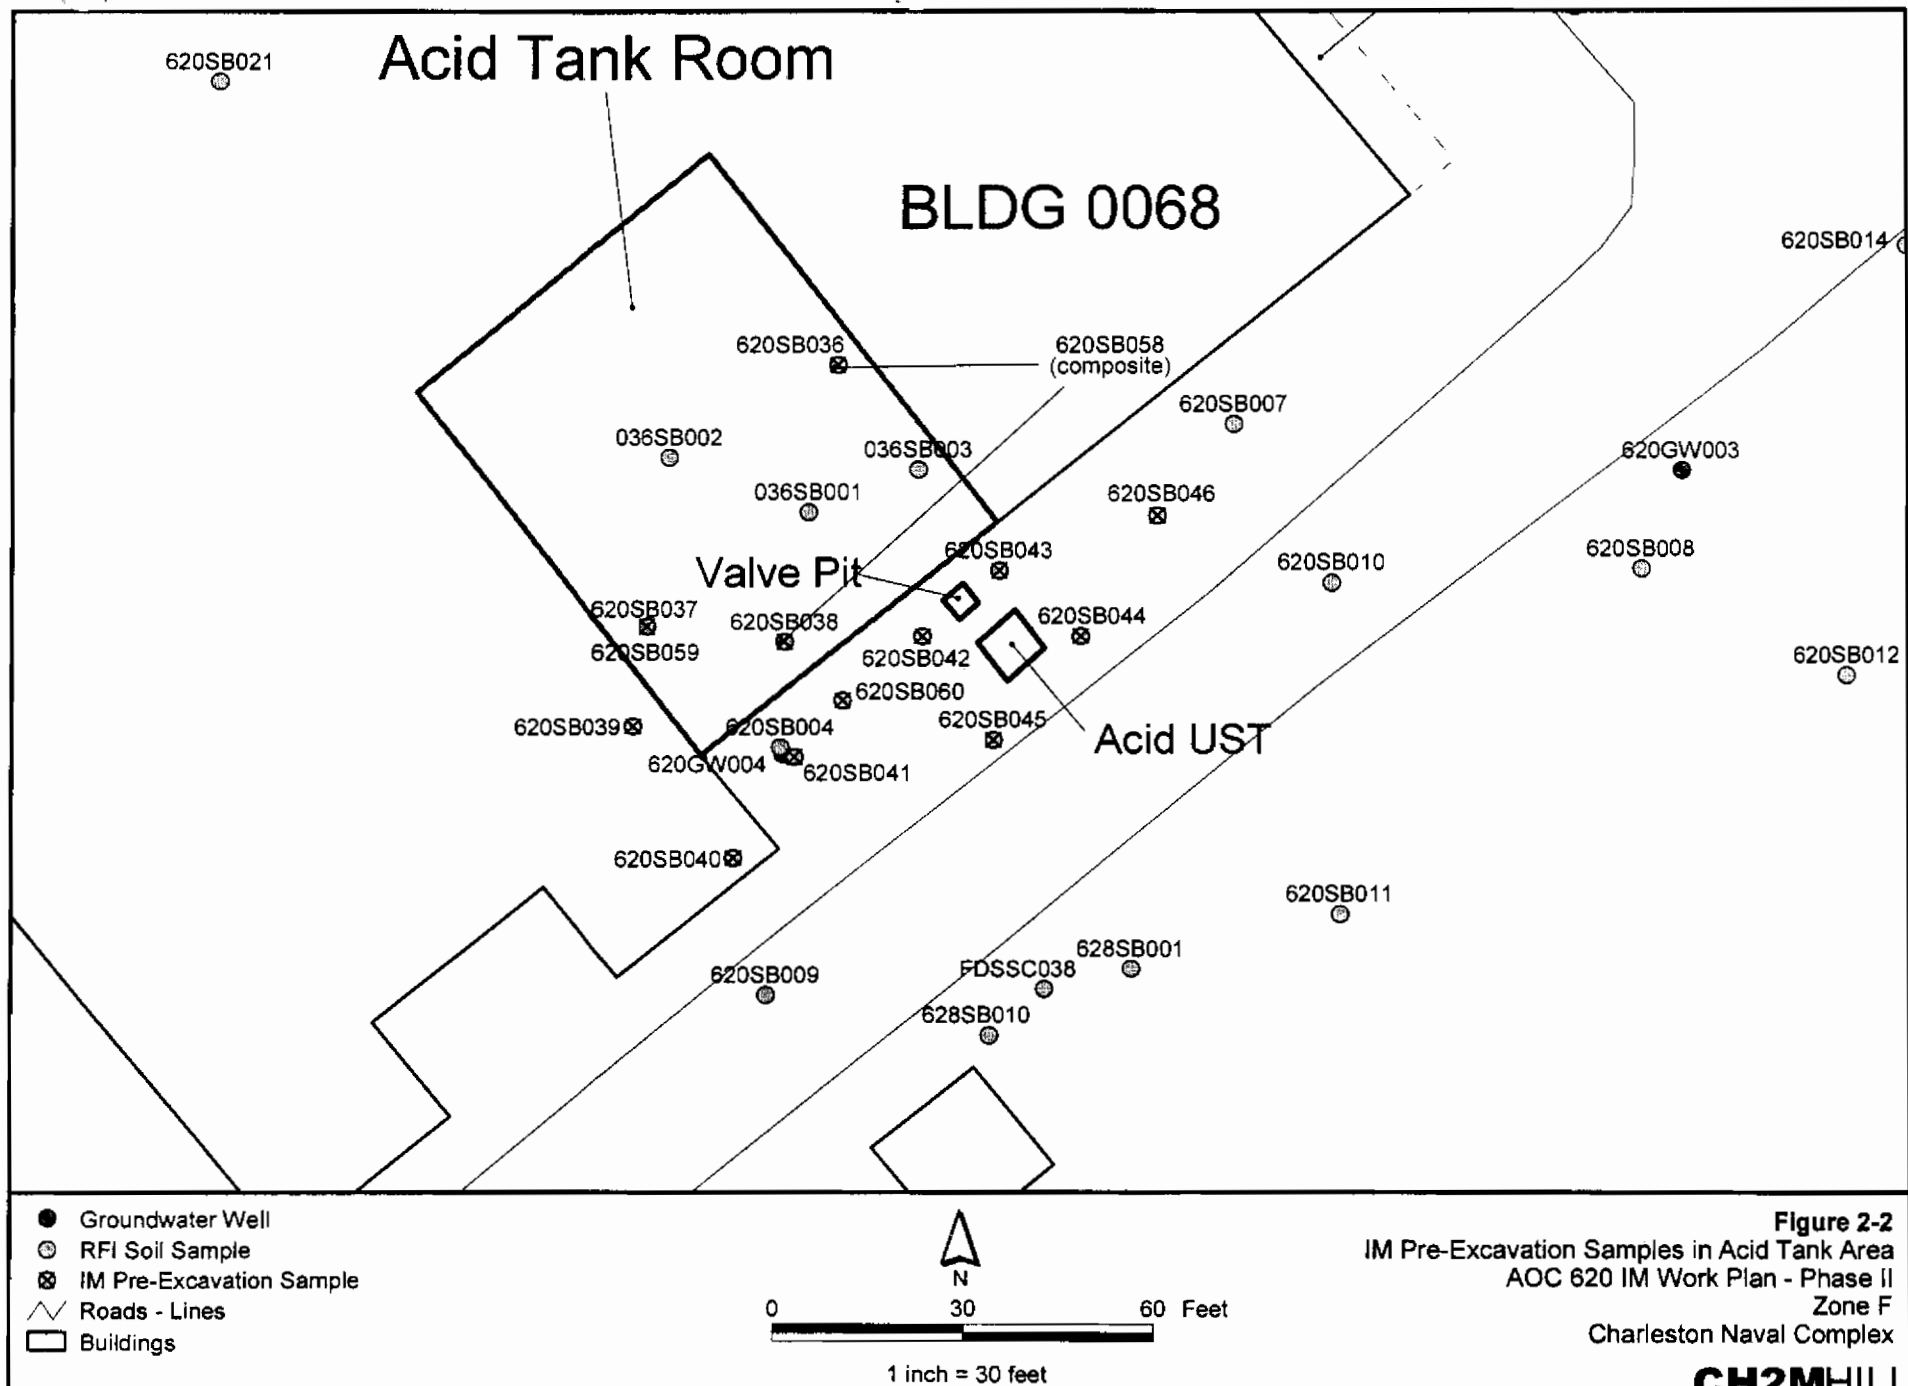 620SB021
Acid Tank Room
BLDG 0068
620SB014
620SB036
620SB058
(composite)
620SB007
036SB002
036SB003
620GW003
036SB001
620SB046
620SB043
620SB010
620SB008
Valve Pit
620SB037
620SB038
620SB044
620SB059
620SB042
620SB012
620SB060
620SB039
620SB004
620SB045
Acid UST
620GW004
620SB041
620SB040
620SB011
628SB001
FDSSC038
620SB009
628SB010
Groundwater Well
RFI Soil Sample
IM Pre-Excavation Sample
Roads - Lines
Buildings
N
0 30 60 Feet
1 inch = 30 feet
Figure 2-2
IM Pre-Excavation Samples in Acid Tank Area
AOC 620 IM Work Plan - Phase II
Zone F
Charleston Naval Complex
CH2MHILL